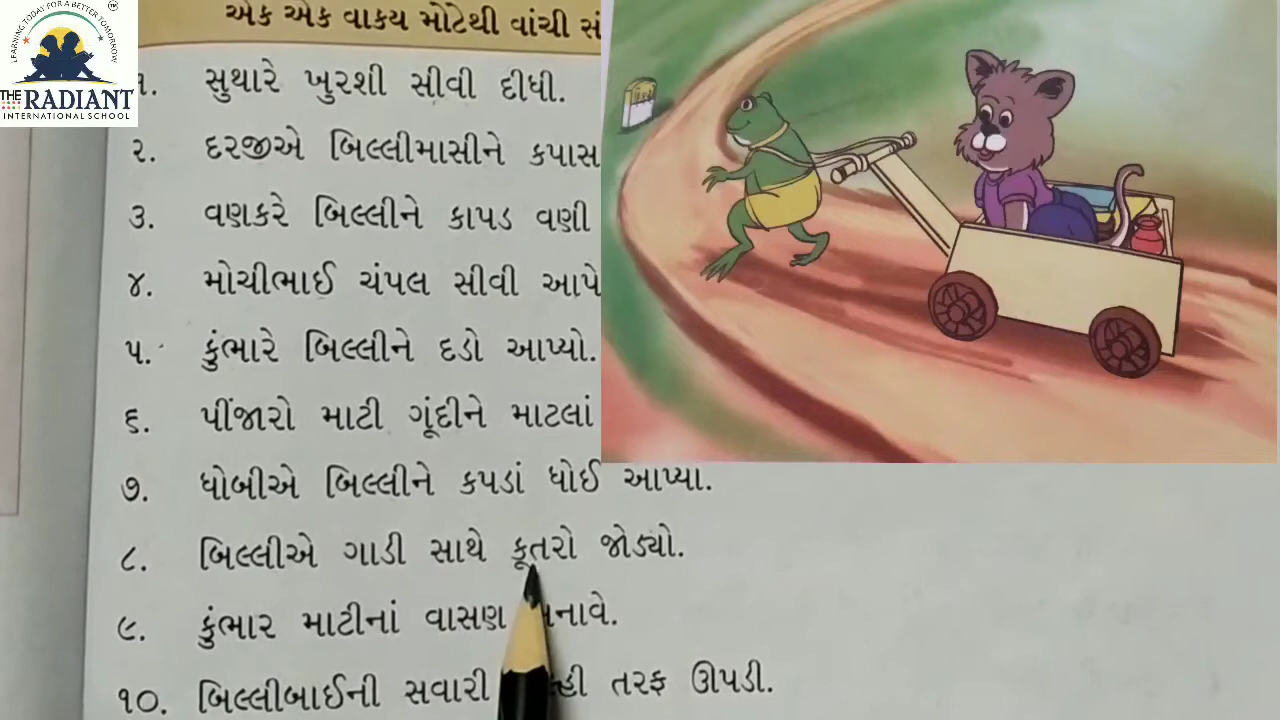 LEARNING TODAY FOR A BETTER TOMORROW
THE RADIANT
INTERNATIONAL SCHOOL
એક એક વાકય મોટેથી વાંચી
૧. સુથારે ખુરશી સીવી દીધી.
૨. દરજીએ બિલ્લીમાસીને કપાસ
૩. વણકરે બિલ્લીને કાપડ વણી
૪. મોચીભાઈ ચંપલ સીવી આપે
૫. કુંભારે બિલ્લીને દડો આપ્યો.
૬. પીંજારો માટી ગૂંદીને માટલાં
૭. ધોબીએ બિલ્લીને કપડાં ધોઈ આપ્યા.
૮. બિલ્લીએ ગાડી સાથે કૂતરો જોડ્યો.
૯. કુંભાર માટીનાં વાસણ
૧૦. બિલ્લીબાઈની સવારી તરફ ઊપડી.